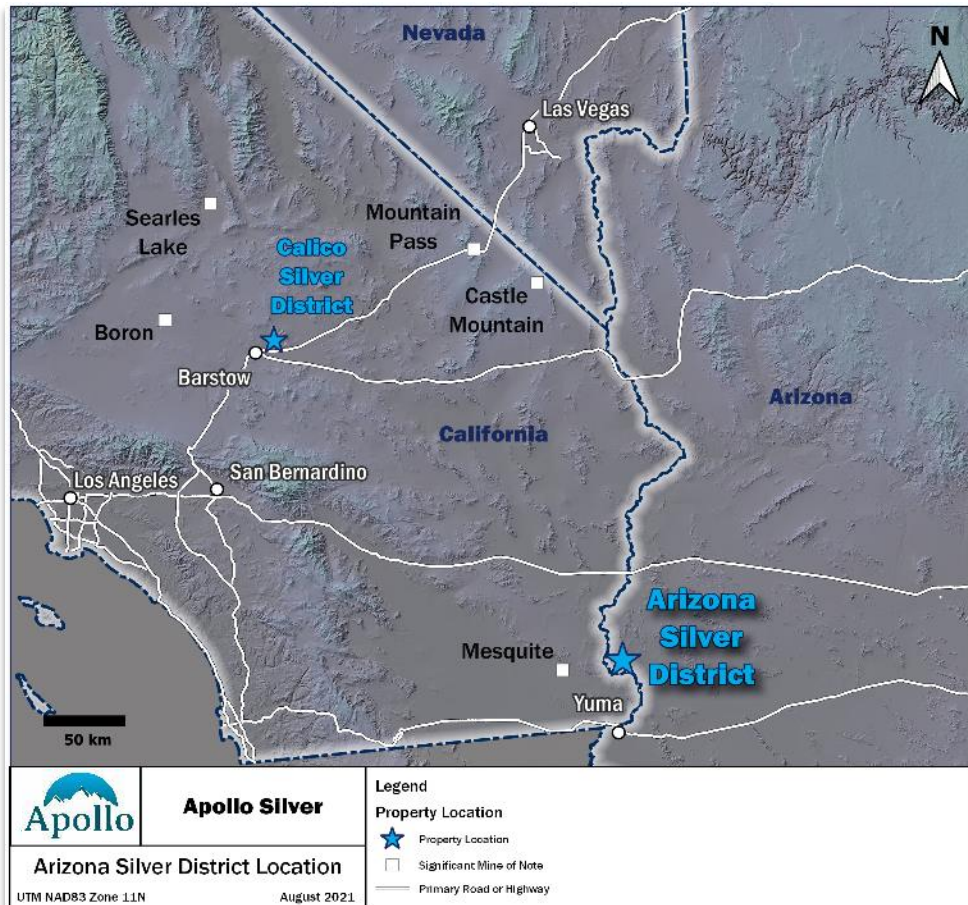 Nevada
N
Las Vegas
Searles
Lake
Mountain
Pass
Calico
Silver
District
Castle
Mountain
Boron
Barstow
Arizona
California
San Bernardino
Los Angeles
Arizona
Silver
District
Mesquite
Yuma
50 km
Apollo
Apollo Silver
Arizona Silver District Location
UTM NAD83 Zone 11N
August 2021
Legend
Property Location
Property Location
Significant Mine of Note
Primary Road or Highway